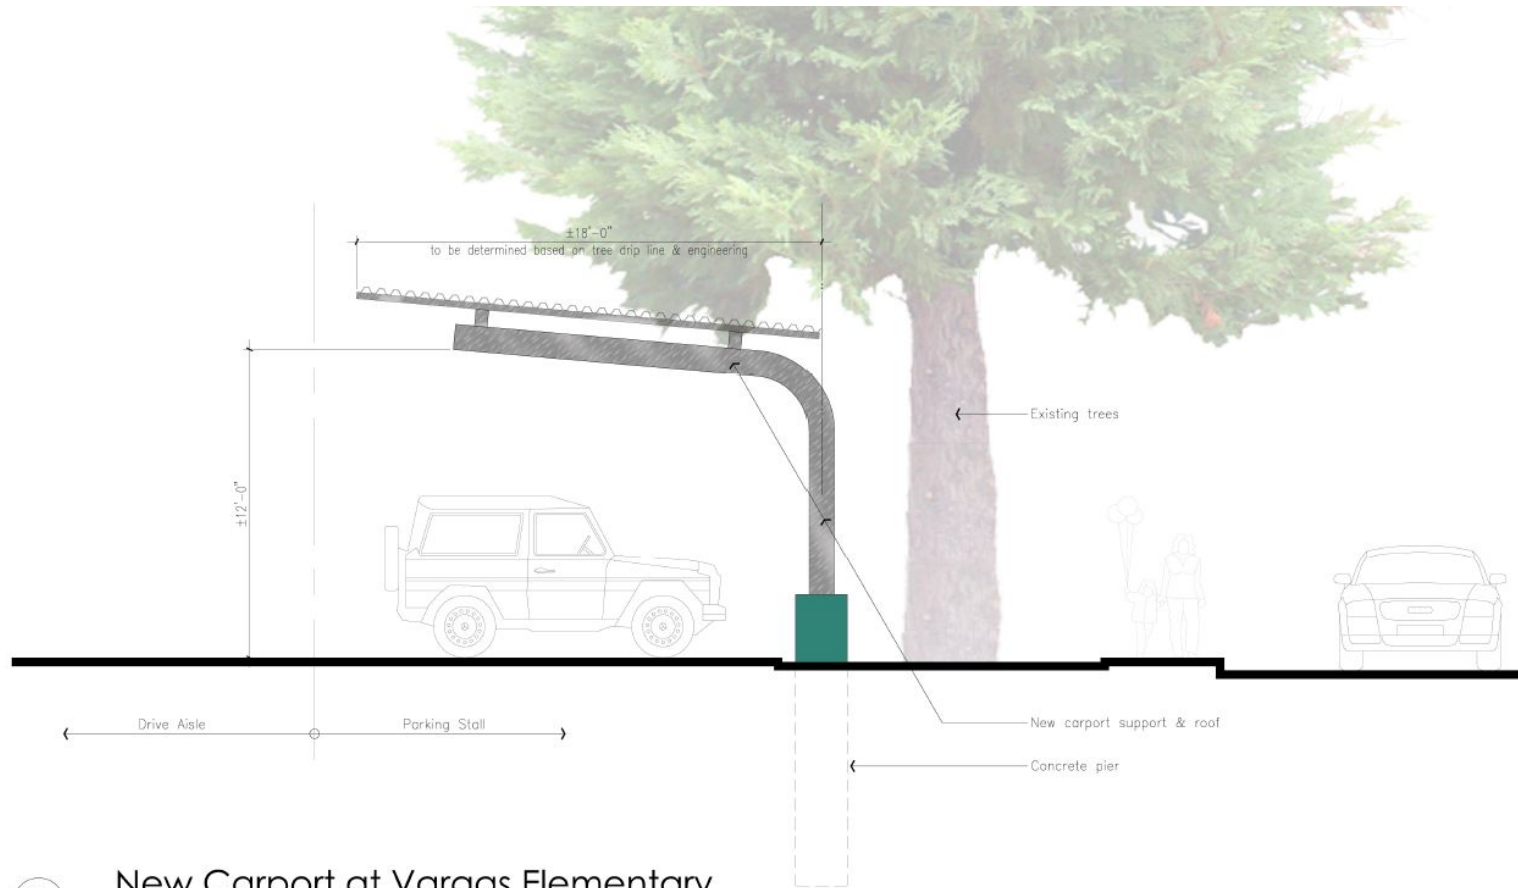 ±18'-0"
to be determined based on tree drip line & engineering
±12'-0"
Existing trees
Drive Aisle
Parking Stall
New carport support & roof
Concrete pier
New Carport at Vargas Elementary